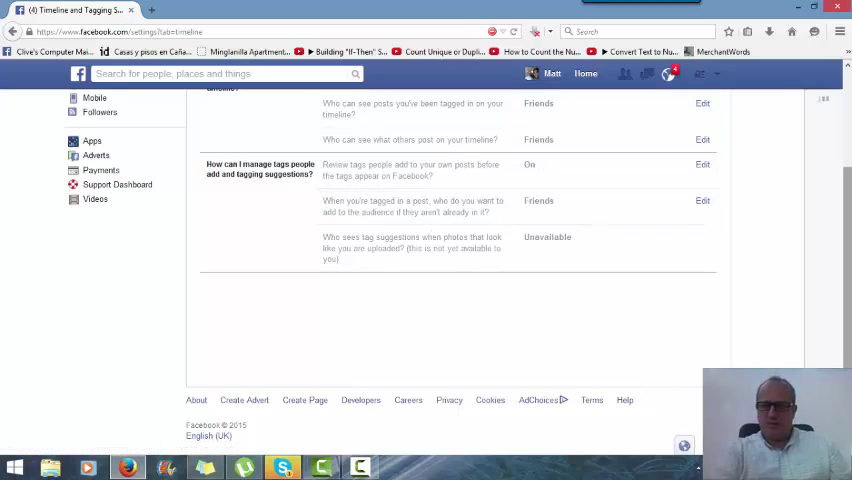 (4) Timeline and Tagging S...
https://www.facebook.com/settings?tab=timeline
Search
Clive's Computer Mai...
Casas y pisos en Caña...
Minglanilla Apartment...
Building "If-Then" S...
Count Unique or Dupli...
How to Count the Nu...
Convert Text to Nu...
MerchantWords
Search for people, places and things
Matt
Home
4
Mobile
Followers
Apps
Adverts
Payments
Support Dashboard
Videos
timeline?
Who can see posts you've been tagged in on your
timeline?
Friends
Edit
Who can see what others post on your timeline?
Friends
Edit
How can I manage tags people
add and tagging suggestions?
Review tags people add to your own posts before
the tags appear on Facebook?
On
Edit
When you're tagged in a post, who do you want to
add to the audience if they aren't already in it?
Friends
Edit
Who sees tag suggestions when photos that look
like you are uploaded? (this is not yet available to
you)
Unavailable
About
Create Advert
Create Page
Developers
Careers
Privacy
Cookies
AdChoices
Terms
Help
Facebook © 2015
English (UK)